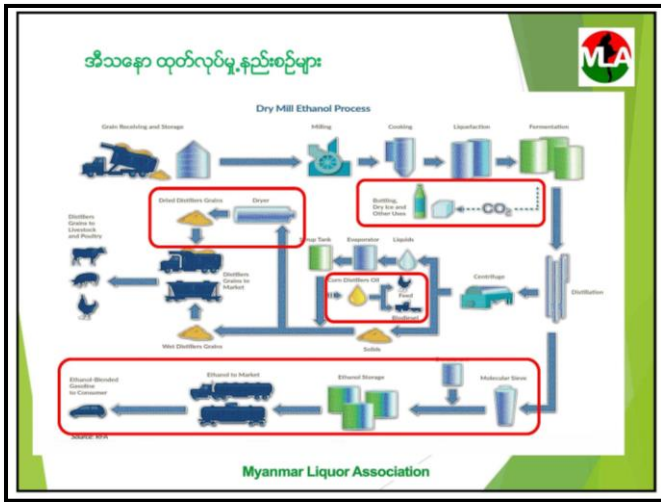 အီသနော ထုတ်လုပ်မှု့နည်းစဉ်များ
MLA
Dry Mill Ethanol Process
Grain Receiving and Storage
Milling
Cooking
Liquefaction
Fermentation
Dried Distillers Grains
Dryer
Bottling,
Dry Ice and
Other Uses
CO2
Distillers
Grains to
Livestock
and Poultry
Distillers
Grains to
Market
Syrup Tank
Evaporator
Liquids
Corn Distillers Oil
Feed
Biodiesel
Centrifuge
Distillation
Wet Distillers Grains
Solids
Ethanol-Blended
Gasoline
to Consumer
Ethanol to Market
Ethanol Storage
Molecular Sieve
Source: RFA
Myanmar Liquor Association